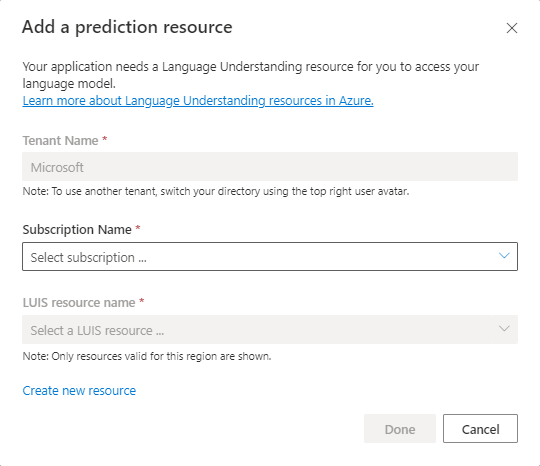 Add a prediction resource
Your application needs a Language Understanding resource for you to access your
language model.
Learn more about Language Understanding resources in Azure.
Tenant Name *
Microsoft
Note: To use another tenant, switch your directory using the top right user avatar.
Subscription Name *
Select subscription ...
LUIS resource name *
Select a LUIS resource ...
Note: Only resources valid for this region are shown.
Create new resource
Done Cancel